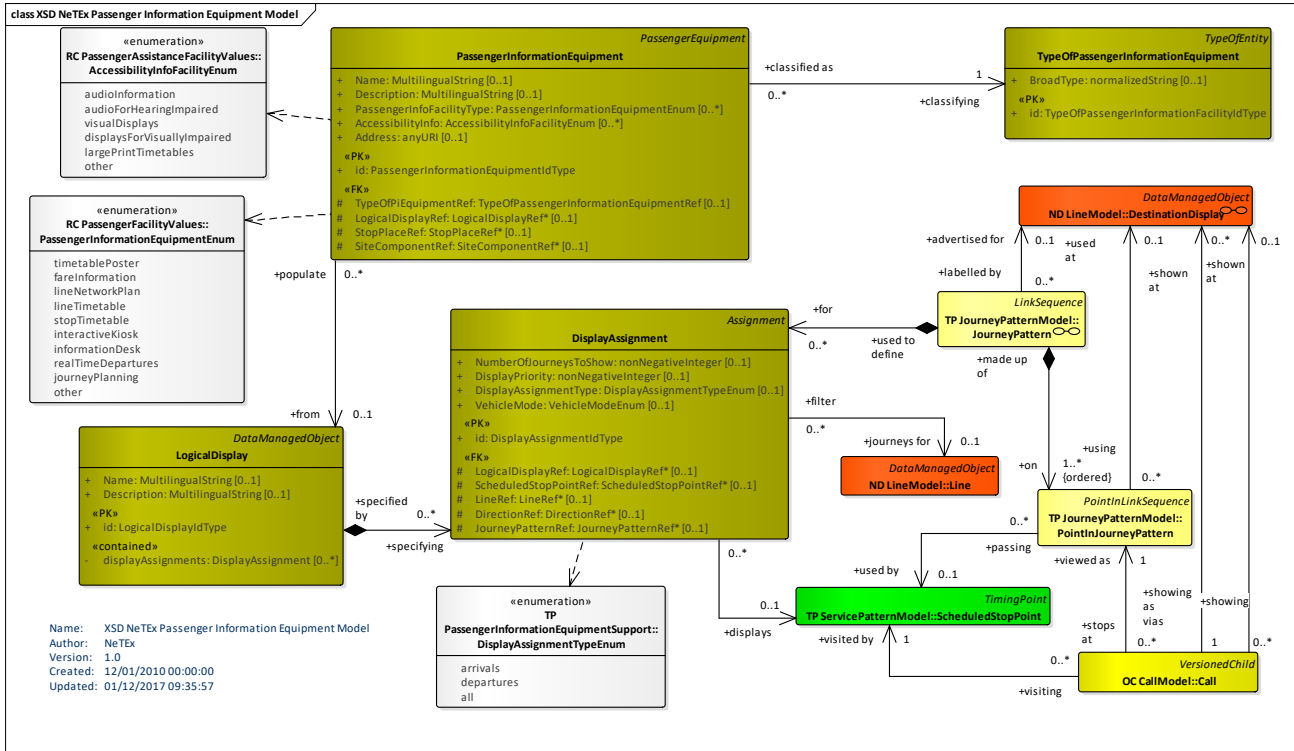 class XSD NeTEx Passenger Information Equipment Model
«enumeration»
RC PassengerAssistanceFacilityValues::
AccessibilityInfoFacilityEnum
audioInformation
audioForHearingImpaired
visualDisplays
displaysForVisuallyImpaired
largePrintTimetables
other
PassengerEquipment
PassengerInformationEquipment
+ Name: MultilingualString [0..1]
+ Description: MultilingualString [0..1]
+ PassengerInfoFacilityType: PassengerInformationEquipmentEnum [0..*]
+ AccessibilityInfo: AccessibilityInfoFacilityEnum [0..*]
+ Address: anyURI [0..1]
«PK»
+ id: PassengerInformationEquipmentIdType
«FK»
# TypeOfPiEquipmentRef: TypeOfPassengerInformationEquipmentRef [0..1]
# LogicalDisplayRef: LogicalDisplayRef* [0..1]
# StopPlaceRef: StopPlaceRef* [0..1]
# SiteComponentRef: SiteComponentRef* [0..1]
+classified as
0..*
1
+classifying
TypeOfEntity
TypeOfPassengerInformationEquipment
+ BroadType: normalizedString [0..1]
«PK»
+ id: TypeOfPassengerInformationFacilityIdType
«enumeration»
RC PassengerFacilityValues::
PassengerInformationEquipmentEnum
timetablePoster
fareInformation
lineNetworkPlan
lineTimetable
stopTimetable
interactiveKiosk
informationDesk
realTimeDepartures
journeyPlanning
other
+populate
0..*
+from
0..1
DataManagedObject
ND LineModel::DestinationDisplay
+advertised for
0..1
+used
at
0..1
0..*
0..1
+shown
at
+shown
at
+labelled by
0..*
LinkSequence
TP JourneyPatternModel::
JourneyPattern
+for
0..*
+used to
define
+made up
of
Assignment
DisplayAssignment
+ NumberOfJourneysToShow: nonNegativeInteger [0..1]
+ DisplayPriority: nonNegativeInteger [0..1]
+ DisplayAssignmentType: DisplayAssignmentTypeEnum [0..1]
+ VehicleMode: VehicleModeEnum [0..1]
«PK»
+ id: DisplayAssignmentIdType
«FK»
# LogicalDisplayRef: LogicalDisplayRef* [0..1]
# ScheduledStopPointRef: ScheduledStopPointRef* [0..1]
# LineRef: LineRef* [0..1]
# DirectionRef: DirectionRef* [0..1]
# JourneyPatternRef: JourneyPatternRef* [0..1]
+filter
0..*
+journeys for
0..1
DataManagedObject
ND LineModel::Line
+using
+on
1..*
{ordered}
0..*
DataManagedObject
LogicalDisplay
+ Name: MultilingualString [0..1]
+ Description: MultilingualString [0..1]
«PK»
+ id: LogicalDisplayIdType
«contained»
- displayAssignments: DisplayAssignment [0..*]
+specified
by
0..*
+specifying
PointInLinkSequence
TP JourneyPatternModel::
PointInJourneyPattern
0..*
+passing
+used by
0..1
+viewed as
1
0..*
0..1
+displays
TimingPoint
TP ServicePatternModel::ScheduledStopPoint
+visited by
1
+showing
as
vias
+showing
+stops
at
0..*
1
0..*
0..*
+visiting
VersionedChild
OC CallModel::Call
«enumeration»
TP
PassengerInformationEquipmentSupport::
DisplayAssignmentTypeEnum
arrivals
departures
all
Name: XSD NeTEx Passenger Information Equipment Model
Author: NeTEx
Version: 1.0
Created: 12/01/2010 00:00:00
Updated: 01/12/2017 09:35:57